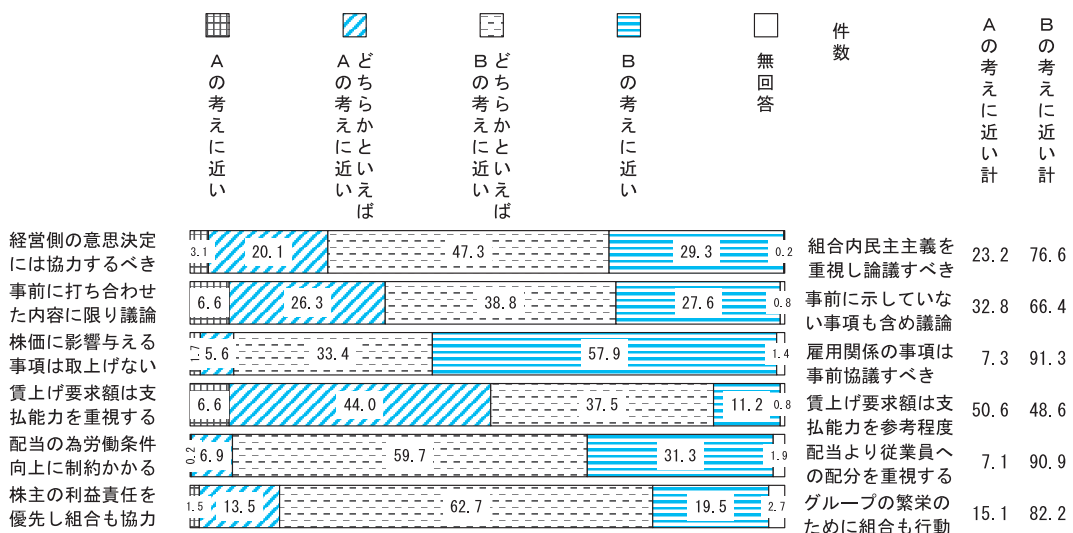 Aの考えに近い
どちらかといえば
Aの考えに近い
どちらかといえば
Bの考えに近い
Bの考えに近い
無回答
件数
Aの考えに近い計
Bの考えに近い計
経営側の意思決定
には協力するべき
3.1 20.1 47.3 29.3 0.2
組合内民主主義を
重視し論議すべき
23.2 76.6
事前に打ち合わせ
た内容に限り議論
6.6 26.3 38.8 27.6 0.8
事前に示していな
い事項も含め議論
32.8 66.4
株価に影響与える
事項は取上げない
5.6 33.4 57.9 1.4
雇用関係の事項は
事前協議すべき
7.3 91.3
賃上げ要求額は支
払能力を重視する
6.6 44.0 37.5 11.2 0.8
賃上げ要求額は支
払能力を参考程度
50.6 48.6
配当の為労働条件
向上に制約かかる
0.2 6.9 59.7 31.3 1.9
配当より従業員へ
の配分を重視する
7.1 90.9
株主の利益責任を
優先し組合も協力
1.5 13.5 62.7 19.5 2.7
グループの繁栄の
ために組合も行動
15.1 82.2